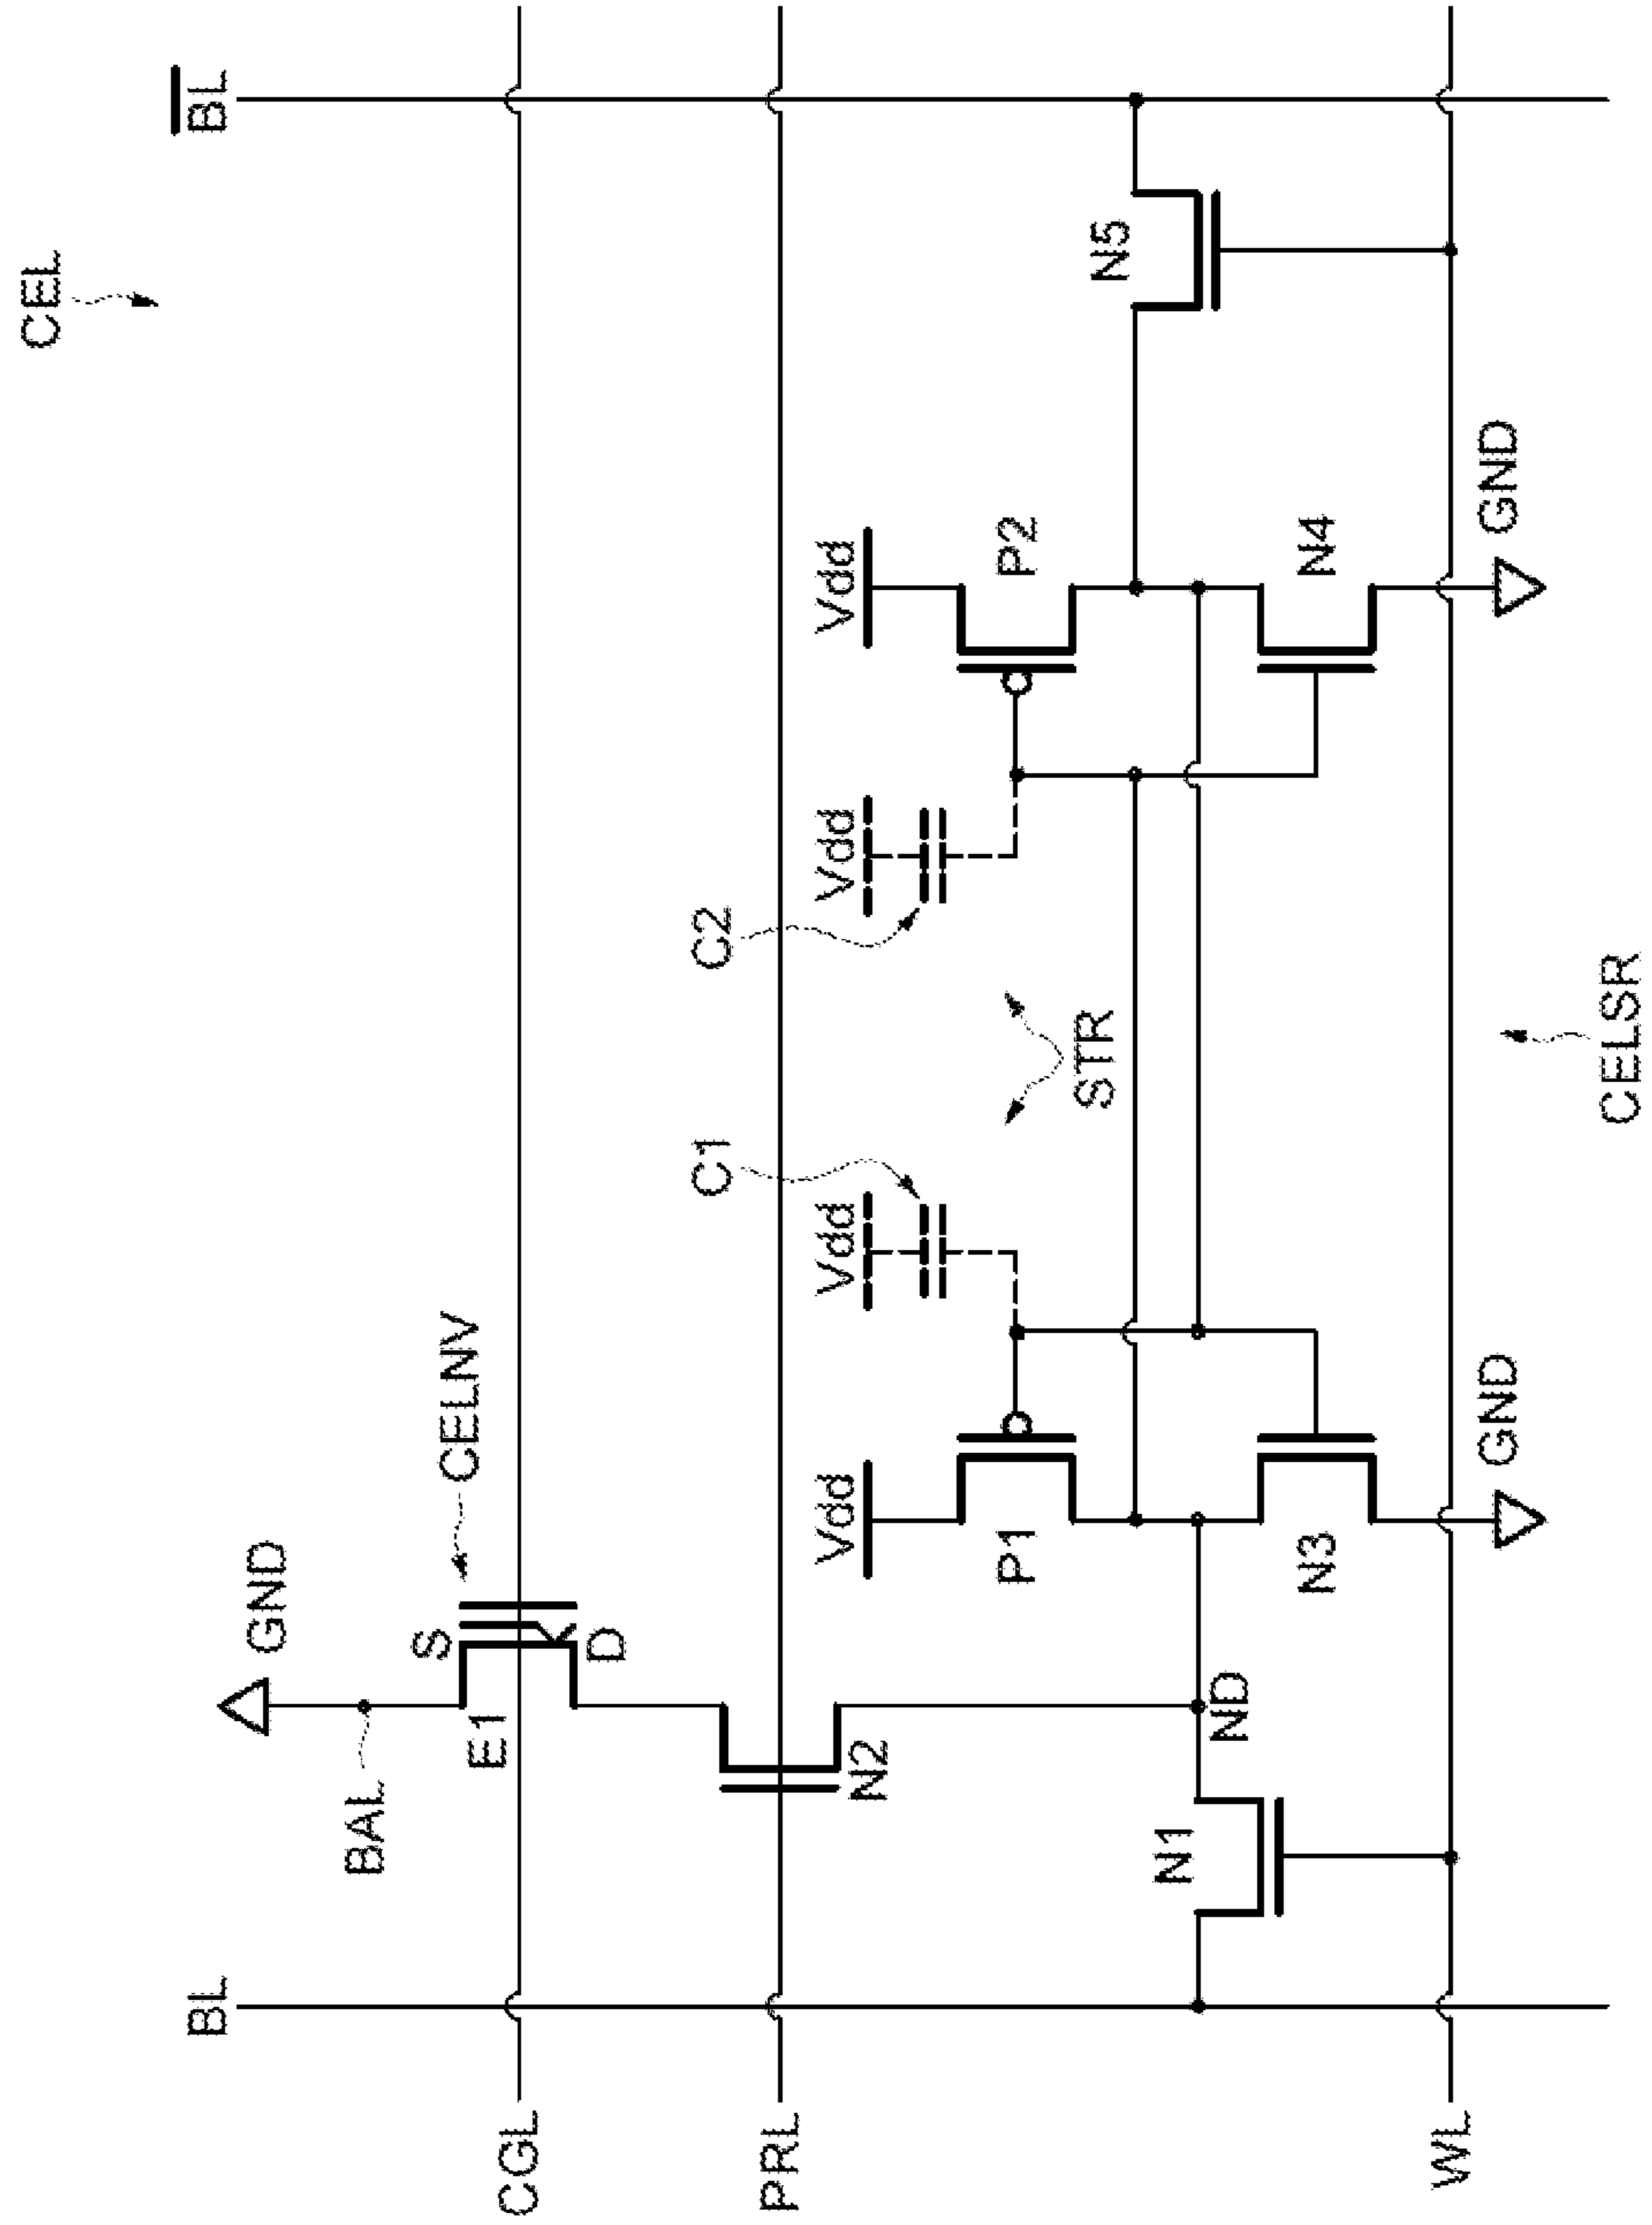 CEL
BL
BL
BAL
GND
S
E1
D
CELNV
CGL
PRL
N2
C1
C2
Vdd
Vdd
Vdd
Vdd
P1
STR
P2
N5
N1
ND
N3
N4
GND
GND
WL
CELSR